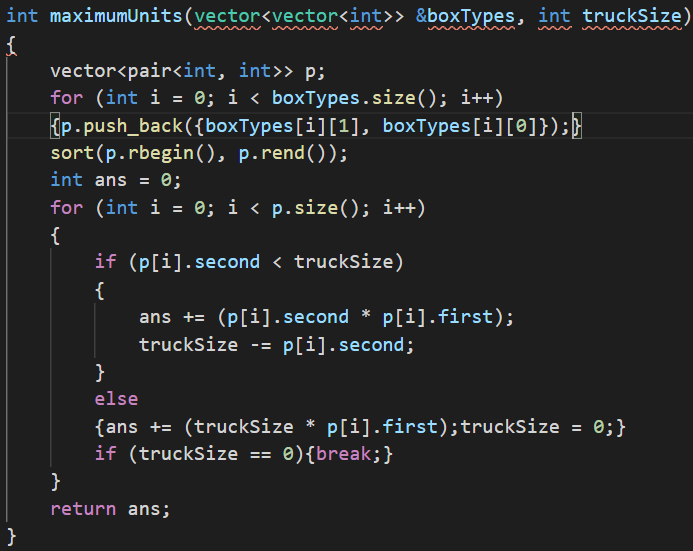 int maximumUnits(vector<vector<int>> &boxTypes, int truckSize)
{
    vector<pair<int, int>> p;
    for (int i = 0; i < boxTypes.size(); i++)
    {p.push_back({boxTypes[i][1], boxTypes[i][0]});}
    sort(p.rbegin(), p.rend());
    int ans = 0;
    for (int i = 0; i < p.size(); i++)
    {
        if (p[i].second < truckSize)
        {
            ans += (p[i].second * p[i].first);
            truckSize -= p[i].second;
        }
        else
        {ans += (truckSize * p[i].first);truckSize = 0;}
        if (truckSize == 0){break;}
    }
    return ans;
}